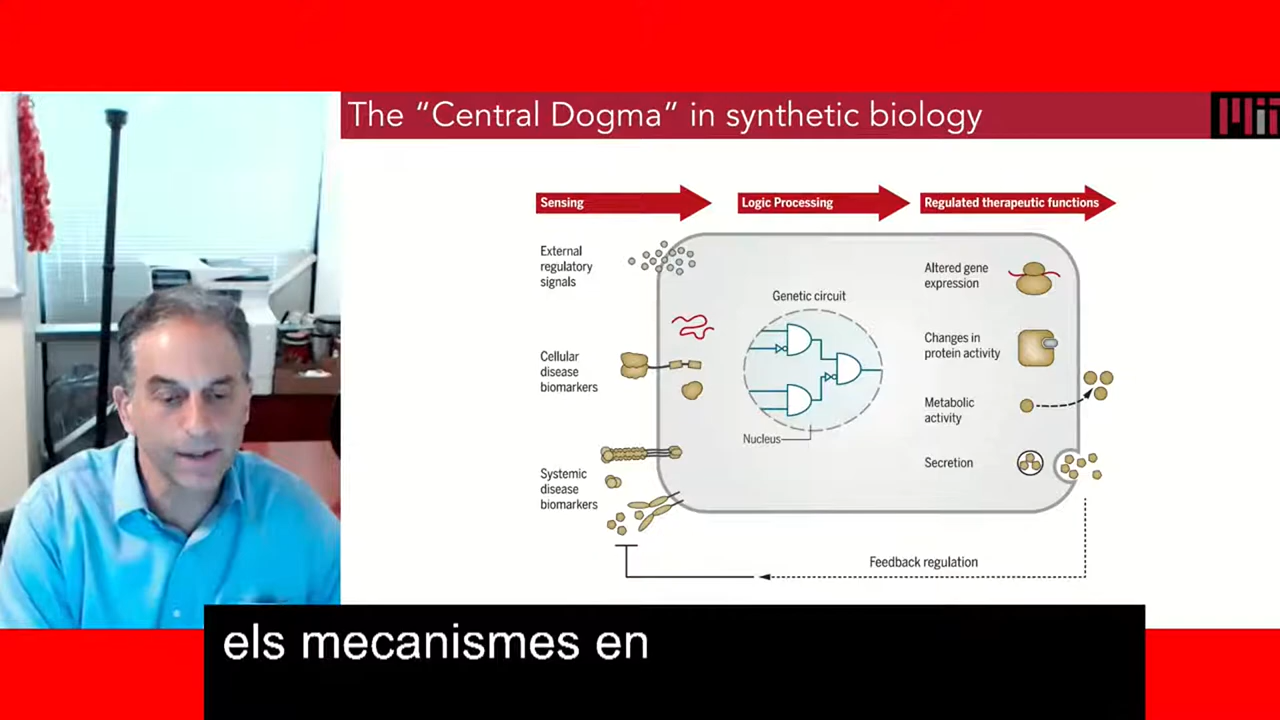 The “Central Dogma” in synthetic biology
MiT
Sensing
Logic Processing
Regulated therapeutic functions
External
regulatory
signals
Cellular
disease
biomarkers
Systemic
disease
biomarkers
Genetic circuit
Nucleus
Altered gene
expression
Changes in
protein activity
Metabolic
activity
Secretion
Feedback regulation
els mecanismes en